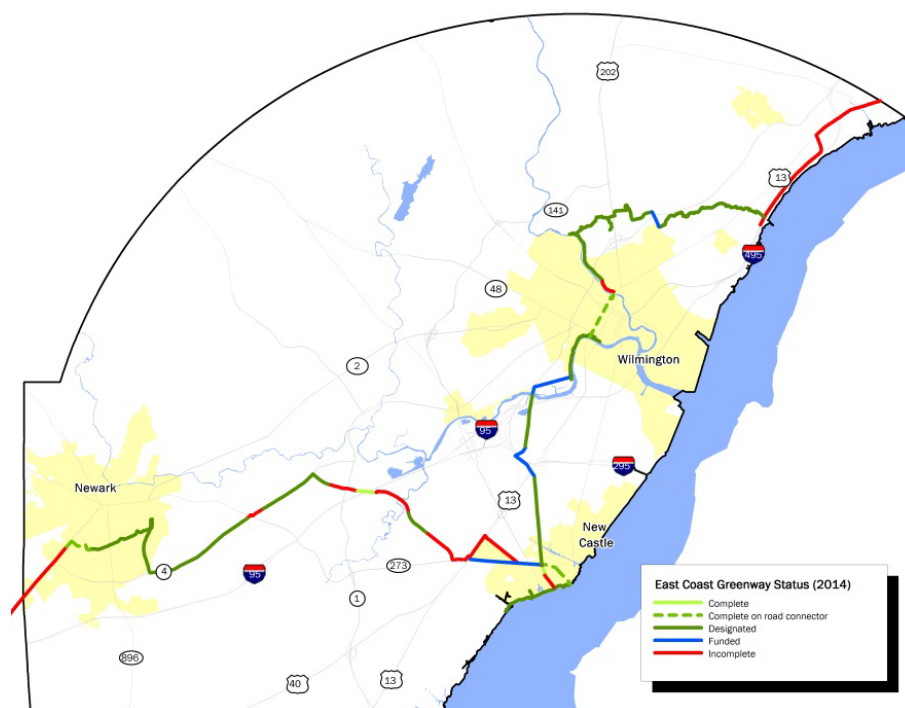 202
13
141
495
48
Wilmington
2
95
295
Newark
13
New
Castle
273
4
95
1
896
40
13
East Coast Greenway Status (2014)
Complete
Complete on road connector
Designated
Funded
Incomplete